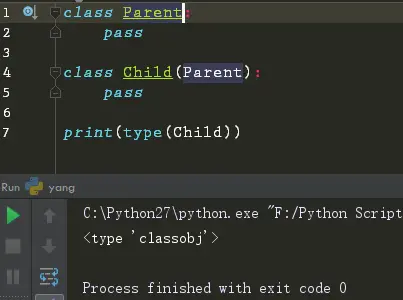 1 class Parent:
2     pass
3
4 class Child(Parent):
5     pass
6
7 print(type(Child))
Run yang
C:\Python27\python.exe "F:/Python Script
<type 'classobj'>
Process finished with exit code 0